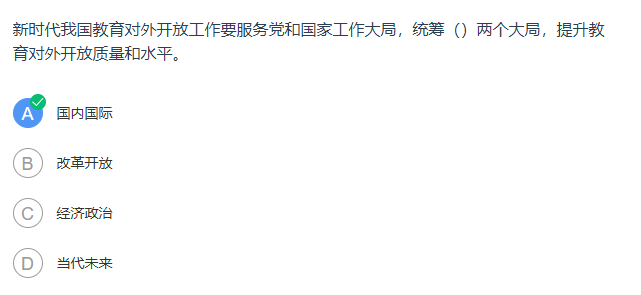 新时代我国教育对外开放工作要服务党和国家工作大局，统筹（）两个大局，提升教
育对外开放质量和水平。
A 国内国际
B 改革开放
C 经济政治
D 当代未来